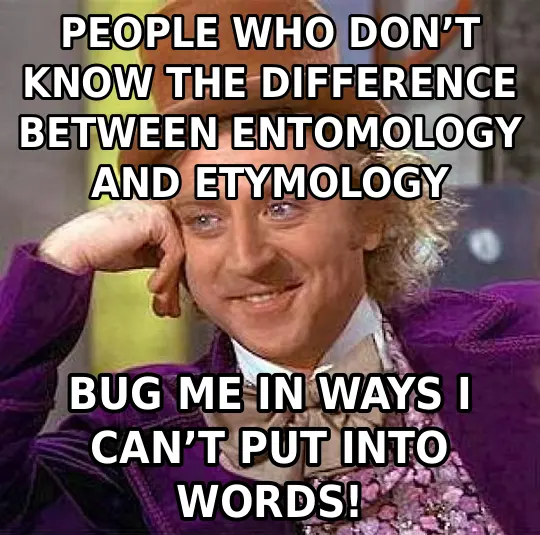 PEOPLE WHO DON’T
KNOW THE DIFFERENCE
BETWEEN ENTOMOLOGY
AND ETYMOLOGY
BUG ME IN WAYS I
CAN’T PUT INTO
WORDS!